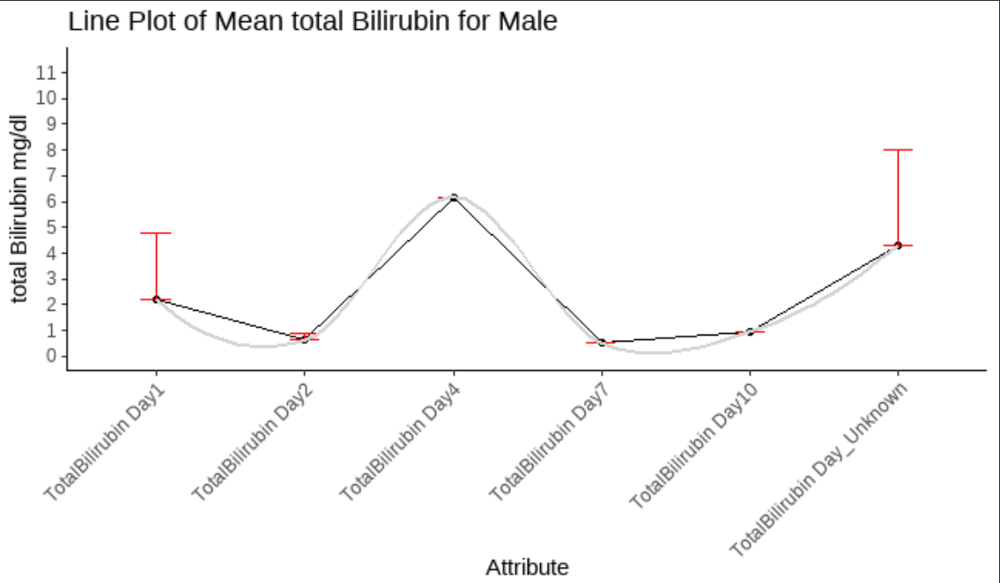 Line Plot of Mean total Bilirubin for Male
total Bilirubin mg/dl
11
10
9
8
7
6
5
4
3
2
1
0
TotalBilirubin Day1
TotalBilirubin Day2
TotalBilirubin Day4
TotalBilirubin Day7
TotalBilirubin Day10
TotalBilirubin Day_Unknown
Attribute